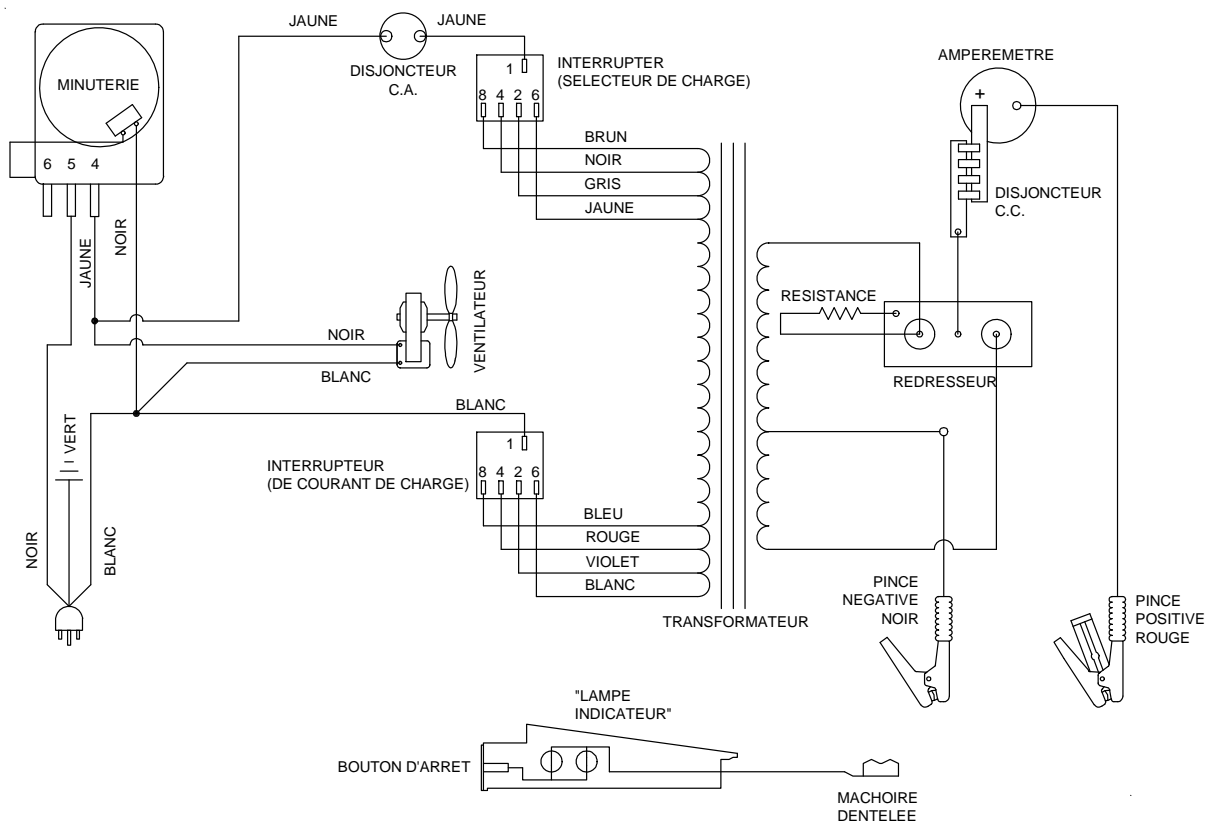 JAUNE
JAUNE
MINUTERIE
DISJONCTEUR
C.A.
INTERRUPTER
(SELECTEUR DE CHARGE)
1
8 4 2 6
AMPEREMETRE
+
6 5 4
BRUN
NOIR
GRIS
JAUNE
DISJONCTEUR
C.C.
JAUNE
NOIR
VENTILATEUR
RESISTANCE
NOIR
BLANC
REDRESSEUR
BLANC
VERT
1
INTERRUPTEUR
(DE COURANT DE CHARGE)
8 4 2 6
BLEU
ROUGE
VIOLET
BLANC
NOIR
BLANC
TRANSFORMATEUR
PINCE
NEGATIVE
NOIR
PINCE
POSITIVE
ROUGE
"LAMPE
INDICATEUR"
BOUTON D'ARRET
MACHOIRE
DENTELEE